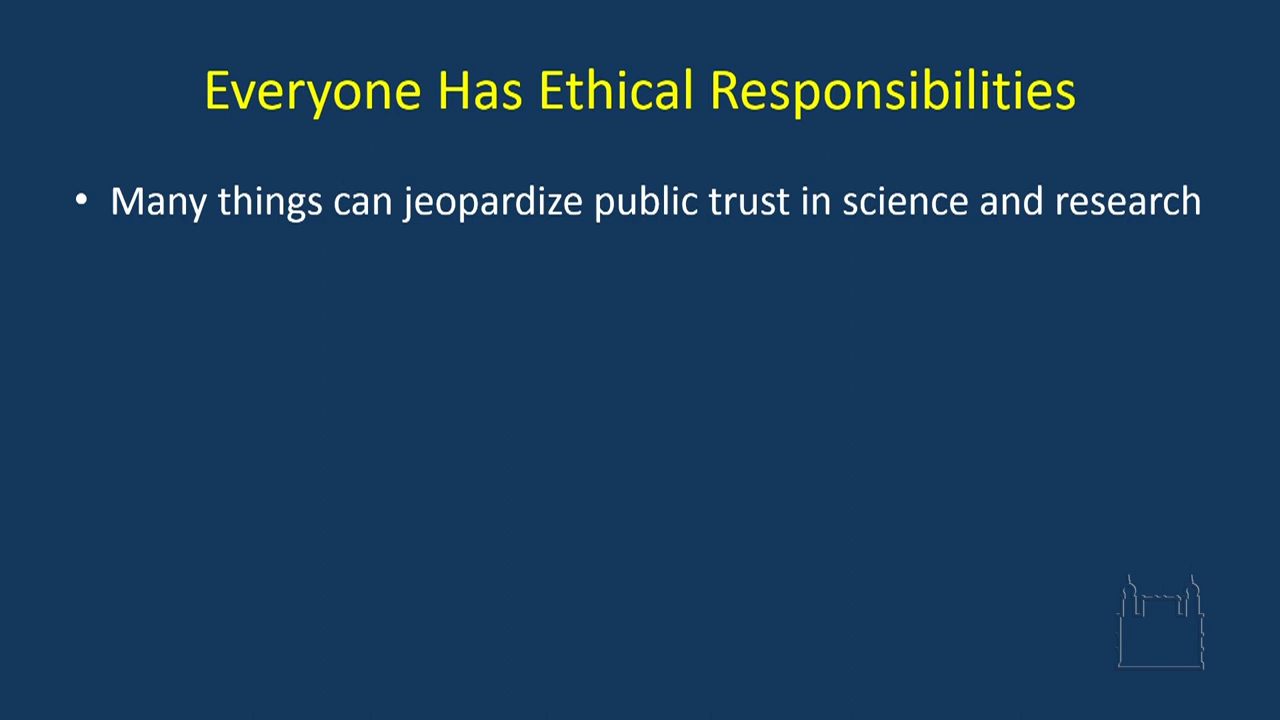 Everyone Has Ethical Responsibilities
• Many things can jeopardize public trust in science and research